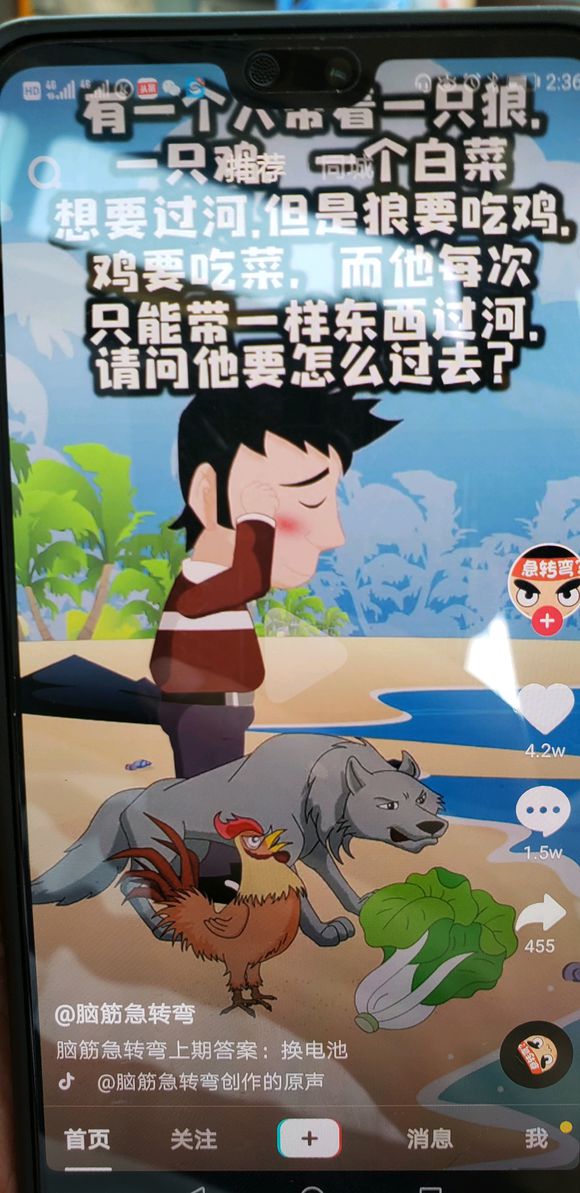 HD 4G 4G 头条 2:36
有一个人带着一只狼,
一只鸡, 一个白菜
推荐 同城
想要过河,但是狼要吃鸡,
鸡要吃菜, 而他每次
只能带一样东西过河,
请问他要怎么过去?
急转弯
4.2w
1.5w
455
@脑筋急转弯
脑筋急转弯上期答案：换电池
@脑筋急转弯创作的原声
首页 关注 + 消息 我